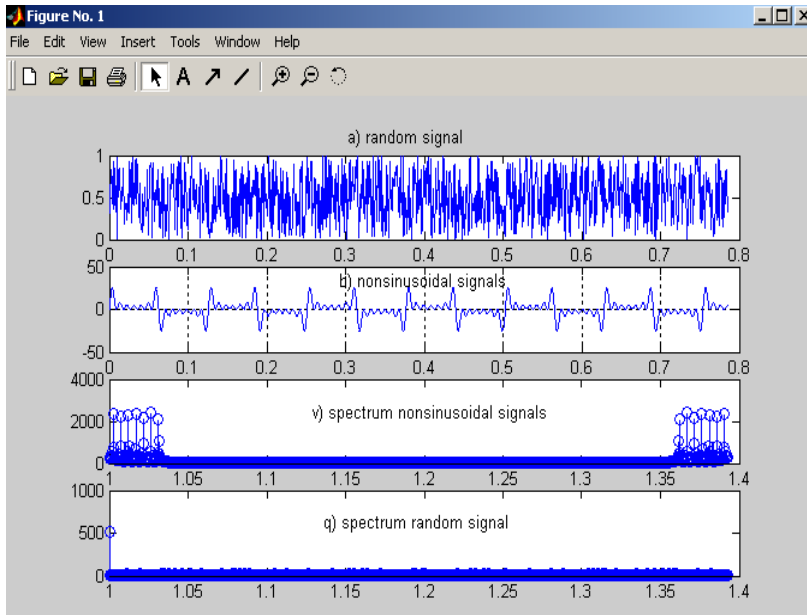 Figure No. 1
File Edit View Insert Tools Window Help
A
a) random signal
1
0.5
0
0 0.1 0.2 0.3 0.4 0.5 0.6 0.7 0.8
b) nonsinusoidal signals
50
0
-50
0 0.1 0.2 0.3 0.4 0.5 0.6 0.7 0.8
v) spectrum nonsinusoidal signals
4000
2000
0
1 1.05 1.1 1.15 1.2 1.25 1.3 1.35 1.4
q) spectrum random signal
1000
500
0
1 1.05 1.1 1.15 1.2 1.25 1.3 1.35 1.4